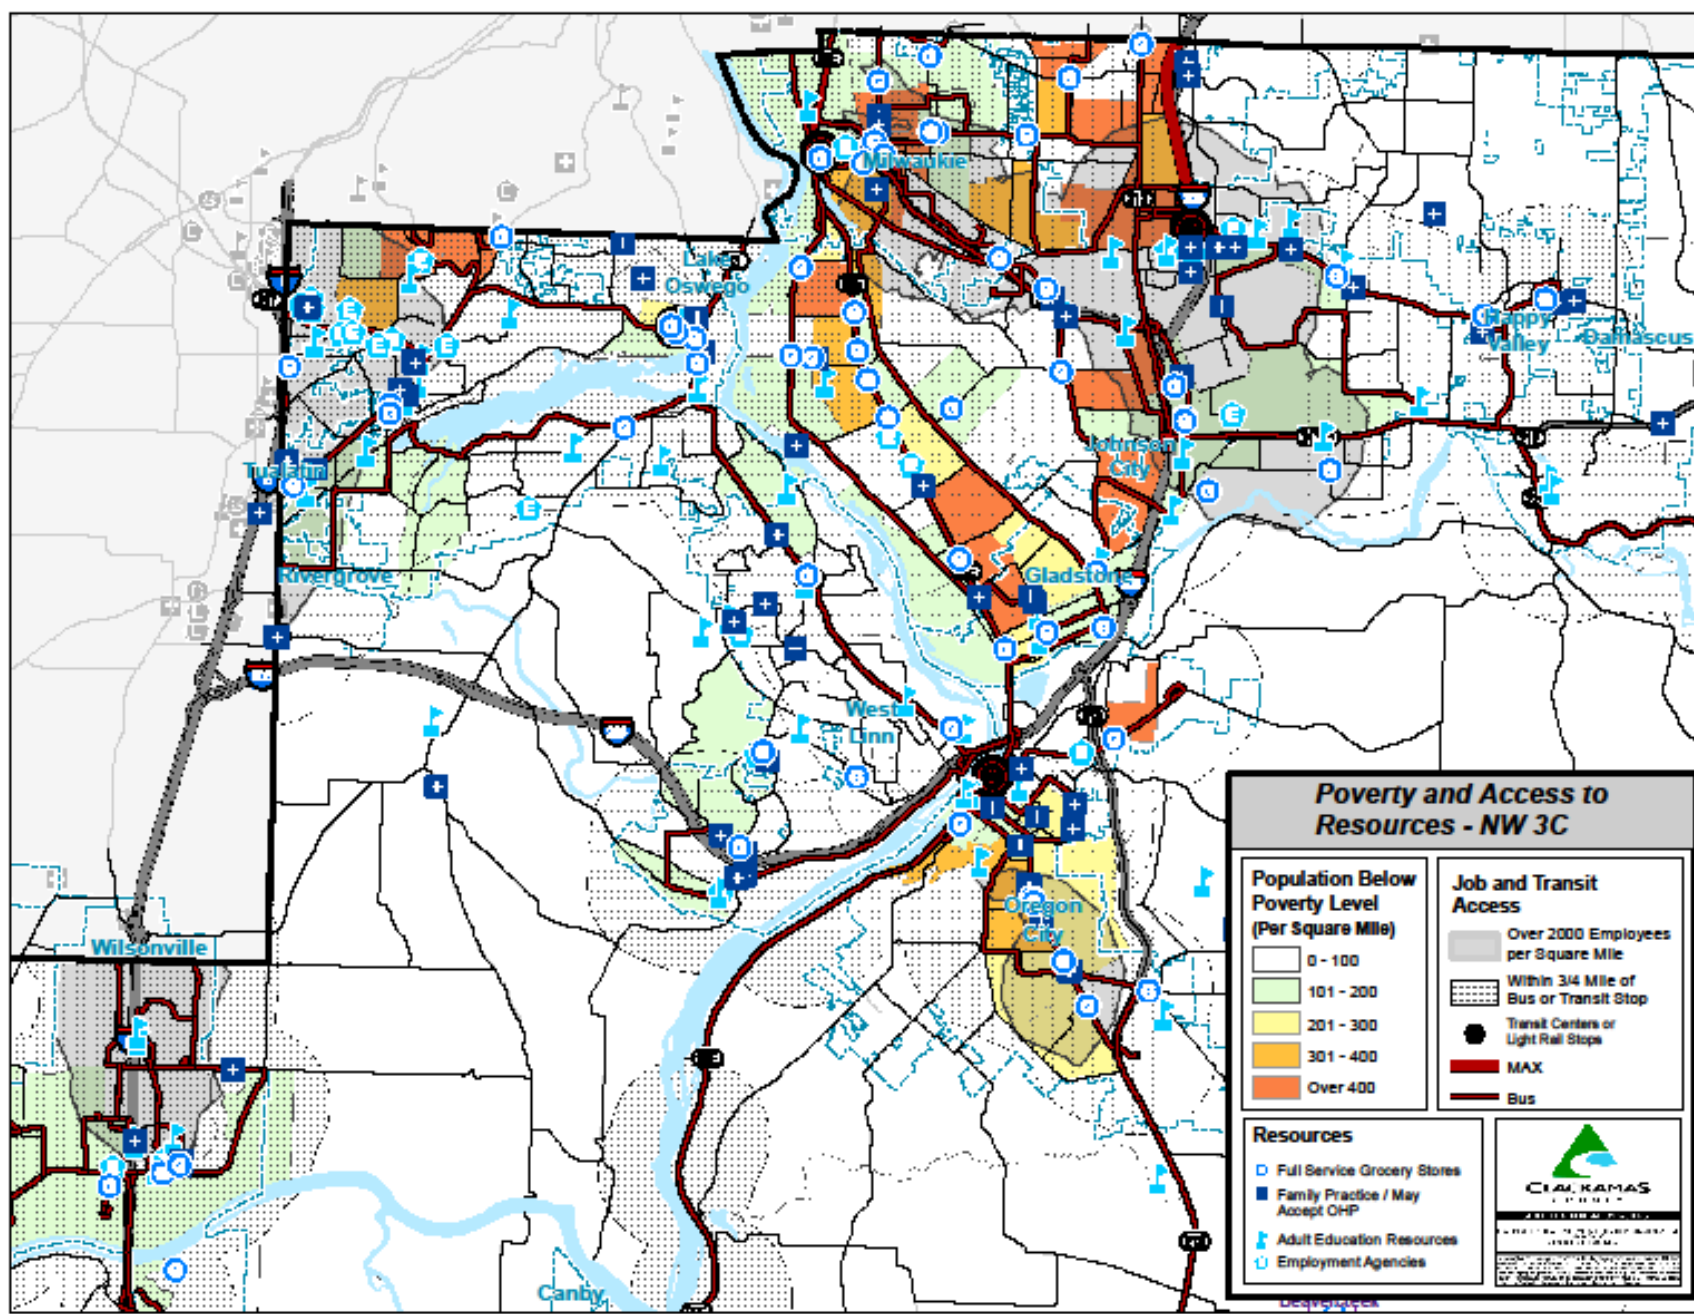 Milwaukie
Lake
Oswego
Happy
Valley
Damascus
Johnson
City
Tualatin
Rivergrove
Gladstone
West
Linn
Oregon
City
Wilsonville
Canby
Beavercreek
Poverty and Access to
Resources - NW 3C
Population Below
Poverty Level
(Per Square Mile)
0 - 100
101 - 200
201 - 300
301 - 400
Over 400
Job and Transit
Access
Over 2000 Employees
per Square Mile
Within 3/4 Mile of
Bus or Transit Stop
Transit Centers or
Light Rail Stops
MAX
Bus
Resources
Full Service Grocery Stores
Family Practice / May
Accept OHP
Adult Education Resources
Employment Agencies
CLACKAMAS
COUNTY